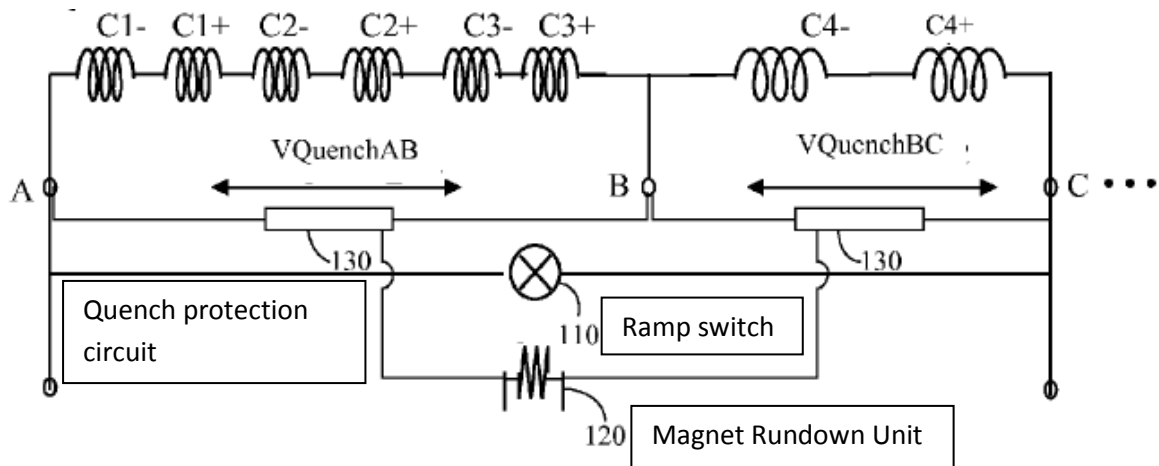 C1- C1+ C2- C2+ C3- C3+ C4- C4+
VQuenchAB VQuenchBC
A B C • • •
130 130
Quench protection
circuit
110 Ramp switch
120 Magnet Rundown Unit